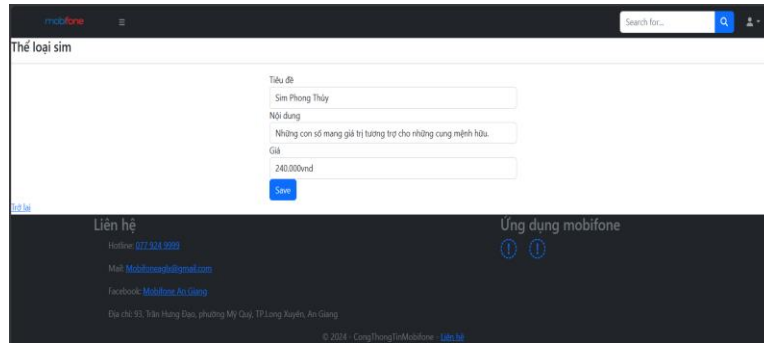 mobifone
Search for...
Thể loại sim
Tiêu đề
Sim Phong Thủy
Nội dung
Những con số mang giá trị tương trợ cho những cung mệnh hữu.
Giá
240.000vnd
Save
Trở lại
Liên hệ
Ứng dụng mobifone
Hotline: 077 924 9999
Mail: Mobifoneagls@gmail.com
Facebook: Mobifone An Giang
Địa chỉ: 93, Trần Hưng Đạo, phường Mỹ Quý, TP.Long Xuyên, An Giang
© 2024 - CongThongTinMobifone - Liên hệ